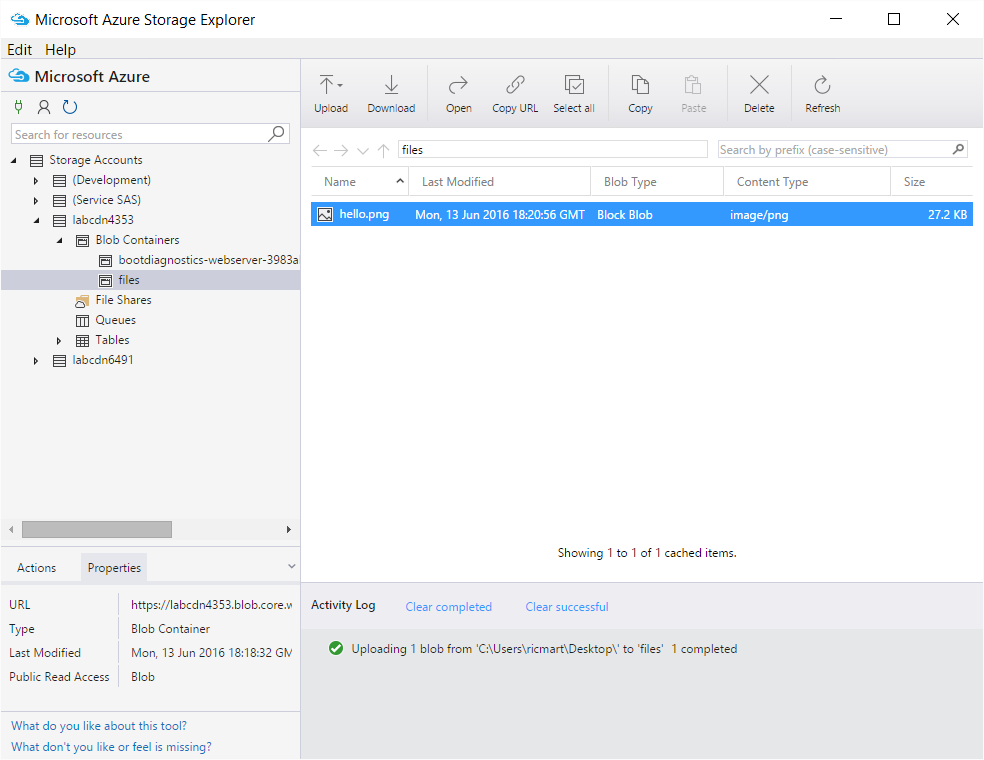 Microsoft Azure Storage Explorer
Edit Help
Microsoft Azure
Search for resources
Storage Accounts
(Development)
(Service SAS)
labcdn4353
Blob Containers
bootdiagnostics-webserver-3983a
files
File Shares
Queues
Tables
labcdn6491
Actions Properties
URL https://labcdn4353.blob.core.w
Type Blob Container
Last Modified Mon, 13 Jun 2016 18:18:32 GM
Public Read Access Blob
What do you like about this tool?
What don't you like or feel is missing?
Upload Download Open Copy URL Select all Copy Paste Delete Refresh
files Search by prefix (case-sensitive)
Name Last Modified Blob Type Content Type Size
hello.png Mon, 13 Jun 2016 18:20:56 GMT Block Blob image/png 27.2 KB
Showing 1 to 1 of 1 cached items.
Activity Log Clear completed Clear successful
Uploading 1 blob from 'C:\Users\ricmart\Desktop\' to 'files' 1 completed